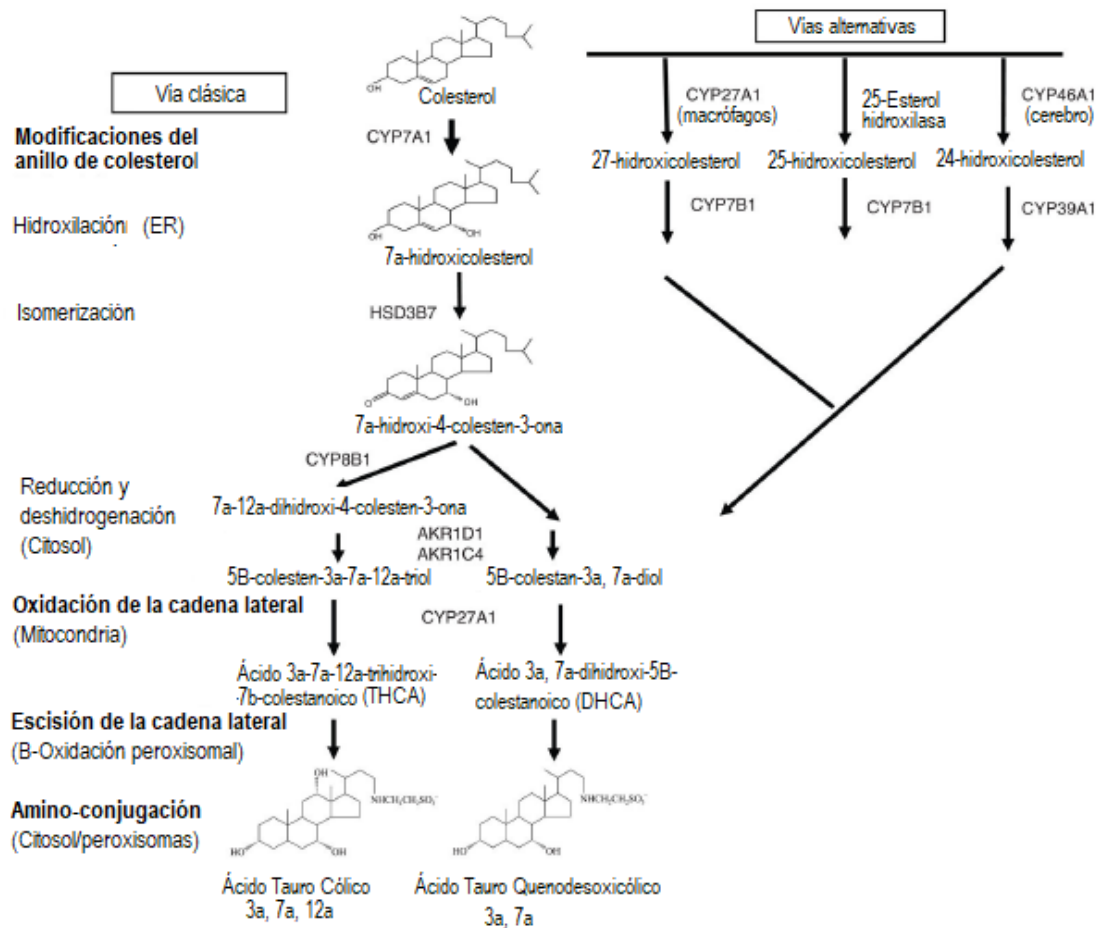 Vías alternativas
Vía clásica
OH
Colesterol
CYP27A1
(macrófagos)
25-Esterol
hidroxilasa
CYP46A1
(cerebro)
Modificaciones del
anillo de colesterol
CYP7A1
27-hidroxicolesterol
25-hidroxicolesterol
24-hidroxicolesterol
Hidroxilación (ER)
OH
OH
7a-hidroxicolesterol
CYP7B1
CYP7B1
CYP39A1
Isomerización
HSD3B7
O
OH
7a-hidroxi-4-colesten-3-ona
CYP8B1
Reducción y
deshidrogenación
(Citosol)
7a-12a-dihidroxi-4-colesten-3-ona
AKR1D1
AKR1C4
5B-colesten-3a-7a-12a-triol
5B-colestan-3a, 7a-diol
Oxidación de la cadena lateral
(Mitocondria)
CYP27A1
Ácido 3a-7a-12a-trihidroxi-
-7b-colestanoico (THCA)
Ácido 3a, 7a-dihidroxi-5B-
colestanoico (DHCA)
Escisión de la cadena lateral
(B-Oxidación peroxisomal)
Amino-conjugación
(Citosol/peroxisomas)
OH
NHCH₂CH₂SO₃⁻
HO
OH
NHCH₂CH₂SO₃⁻
HO
OH
Ácido Tauro Cólico
3a, 7a, 12a
Ácido Tauro Quenodesoxicólico
3a, 7a